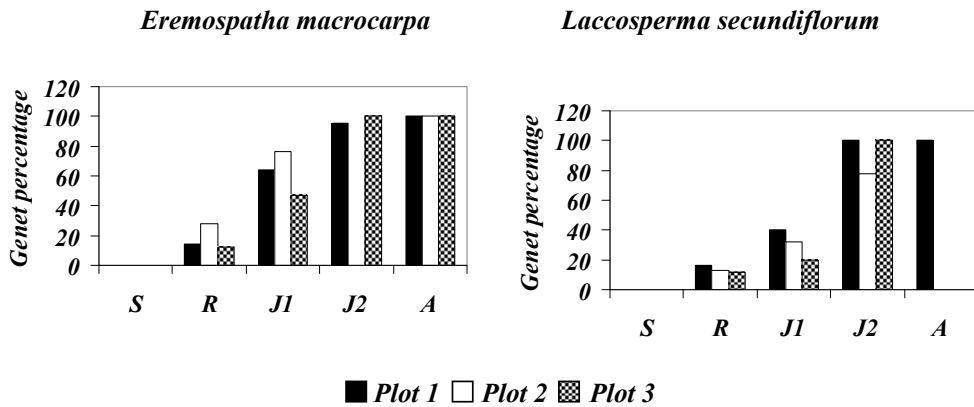 Eremospatha macrocarpa
Genet percentage
120
100
80
60
40
20
0
S R J1 J2 A
Laccosperma secundiflorum
Genet percentage
120
100
80
60
40
20
0
S R J1 J2 A
Plot 1 Plot 2 Plot 3